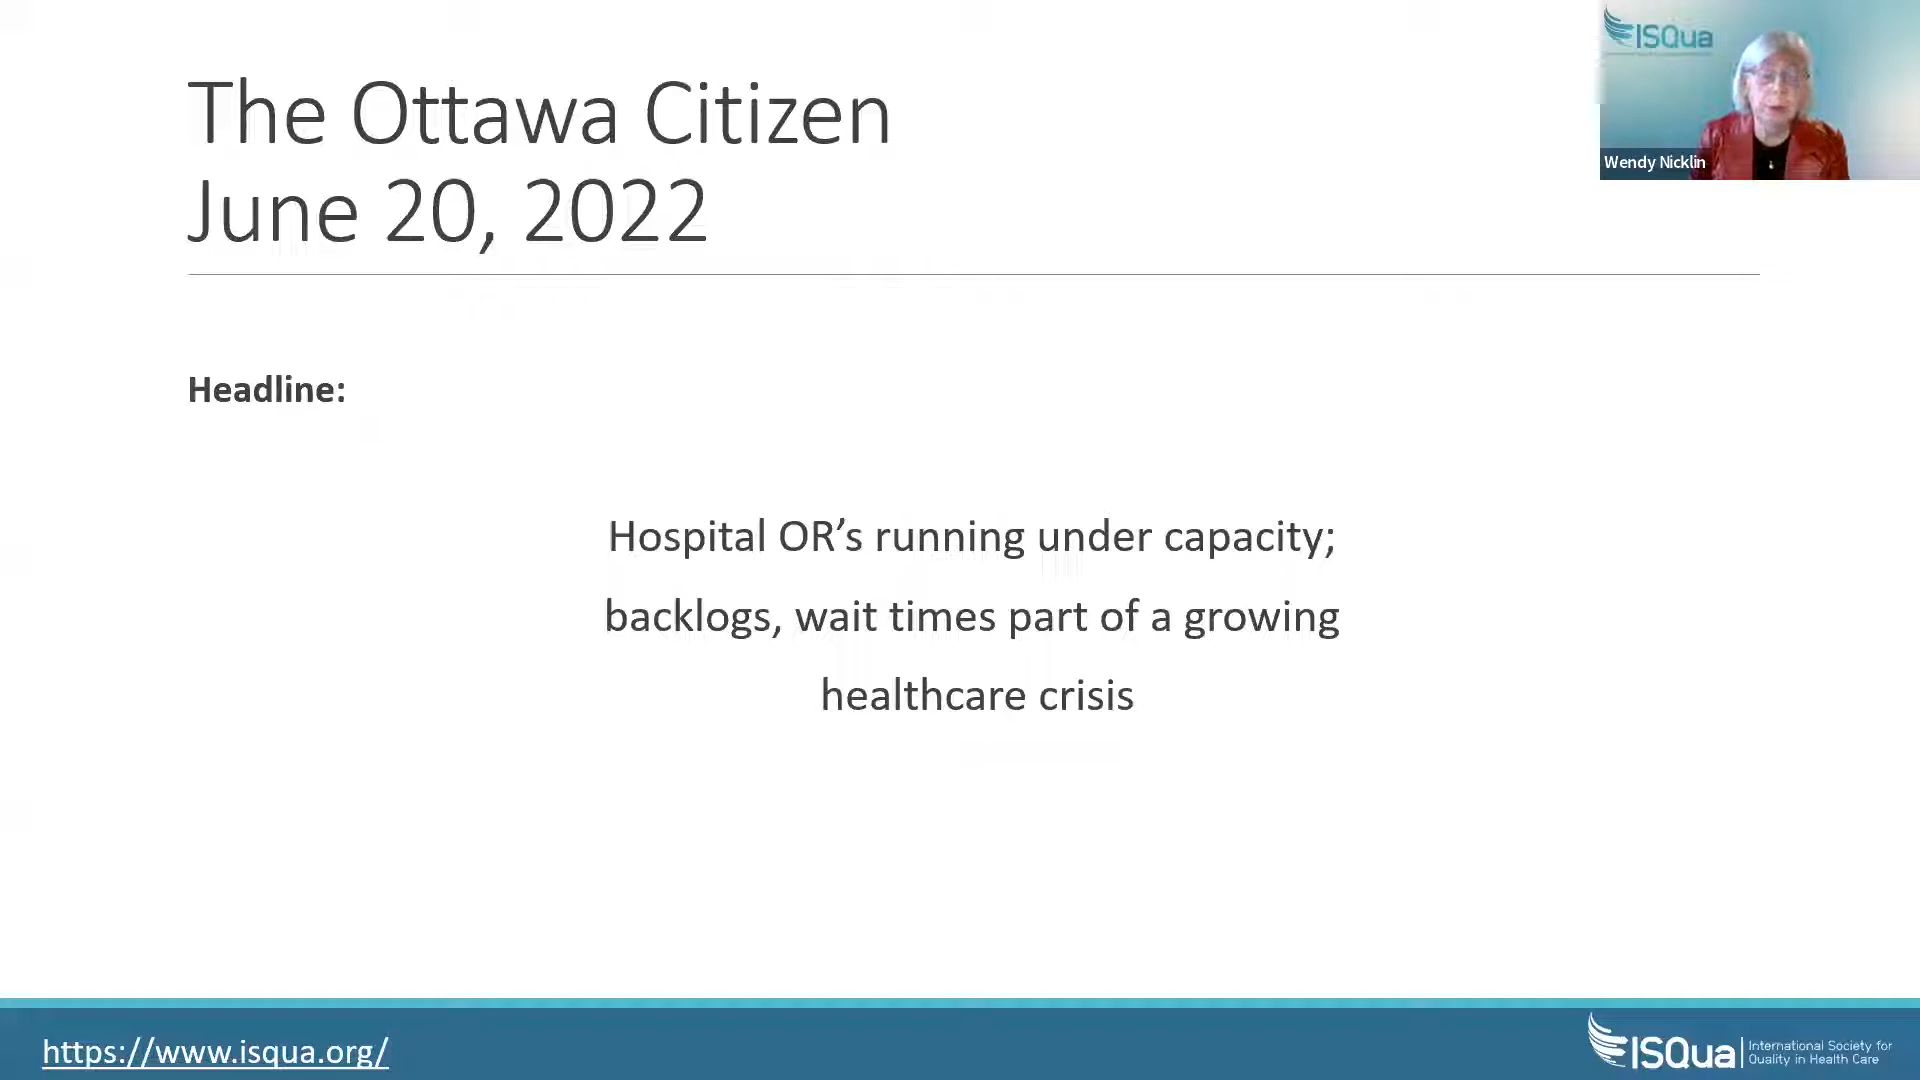 The Ottawa Citizen
June 20, 2022
ISQua
Wendy Nicklin
Headline:
Hospital OR’s running under capacity;
backlogs, wait times part of a growing
healthcare crisis
https://www.isqua.org/
ISQua
International Society for
Quality in Health Care